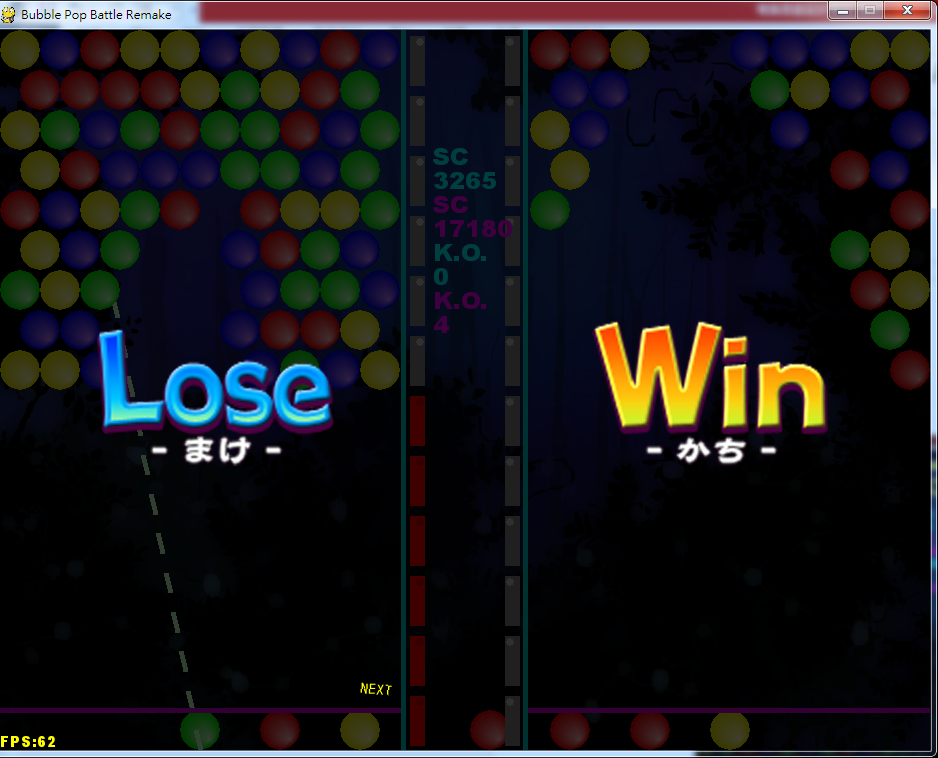 Bubble Pop Battle Remake
SC
3265
SC
17180
K.O.
0
K.O.
4
Lose
- まけ -
Win
- かち -
NEXT
FPS:62